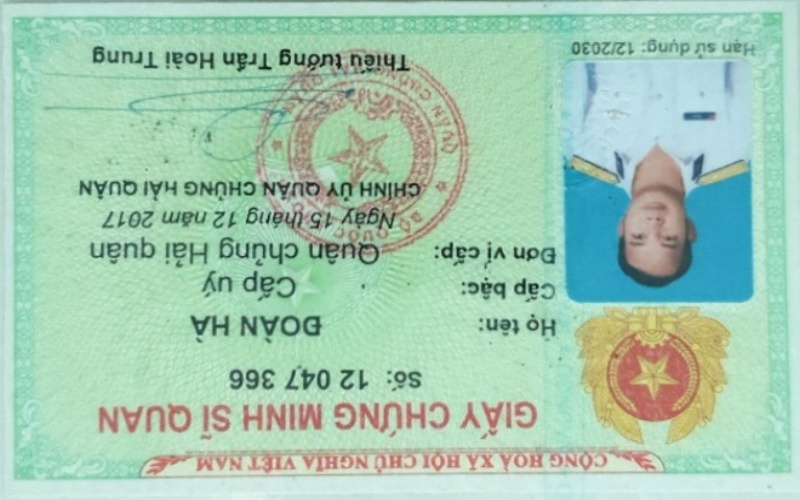 CỘNG HOÀ XÃ HỘI CHỦ NGHĨA VIỆT NAM
GIẤY CHỨNG MINH SĨ QUAN
Số: 12 047 366
Họ tên: ĐOÀN HÀ
Cấp bậc: Cấp uý
Đơn vị cấp: Quân chủng Hải quân
Ngày 15 tháng 12 năm 2017
CHÍNH ỦY QUÂN CHỦNG HẢI QUÂN
Thiếu tướng Trần Hoài Trung
Hạn sử dụng: 12/2030